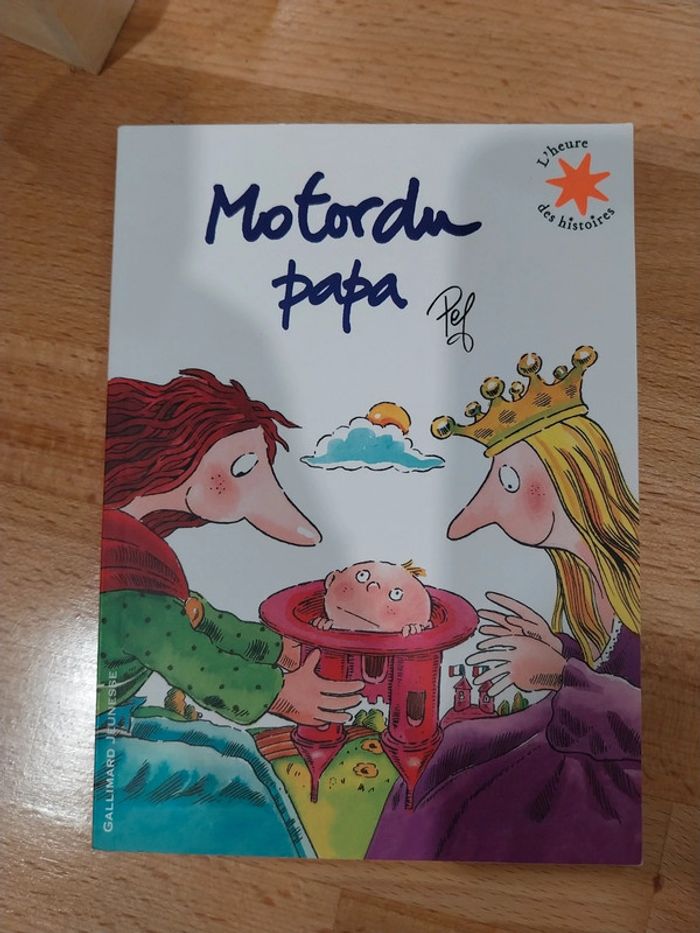 L'heure
des histoires
Motordu
papa
Pef
GALLIMARD JEUNESSE